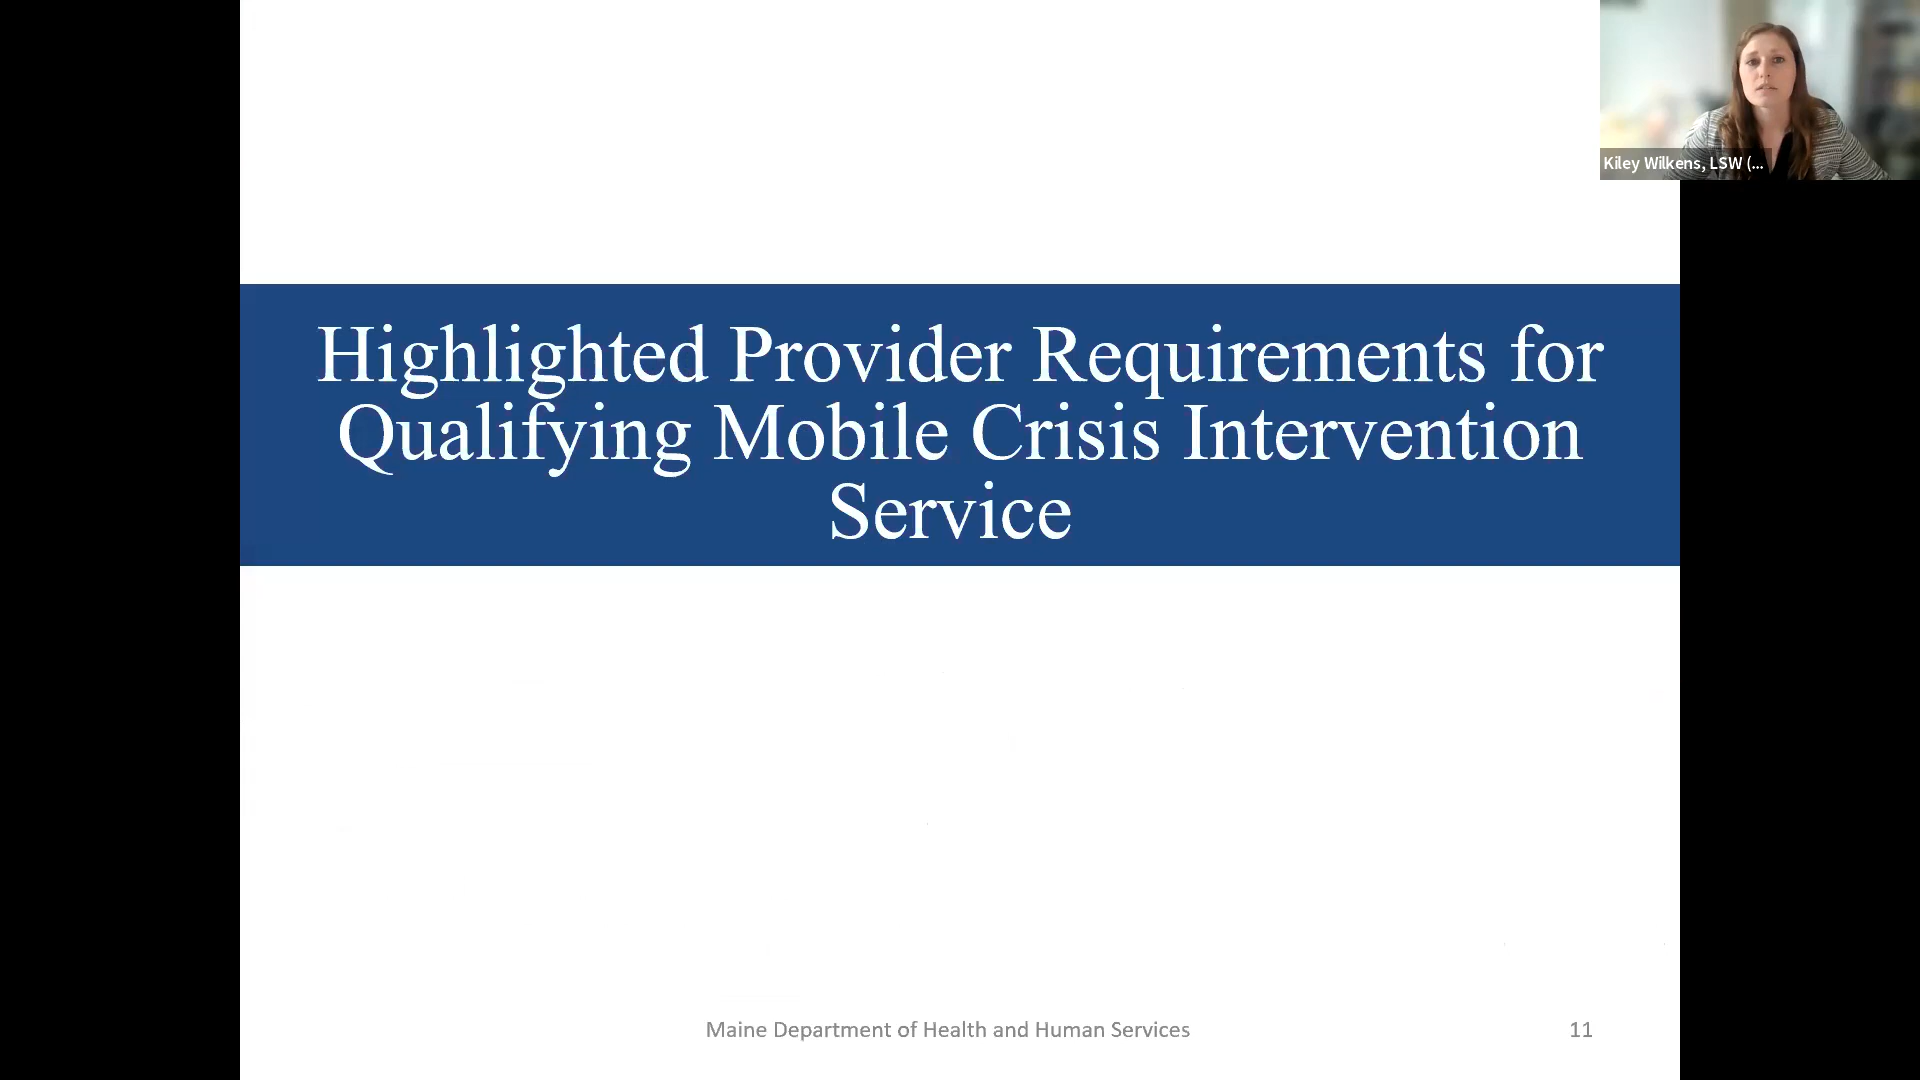 Kiley Wilkens, LSW (...
Highlighted Provider Requirements for
Qualifying Mobile Crisis Intervention
Service
Maine Department of Health and Human Services
11